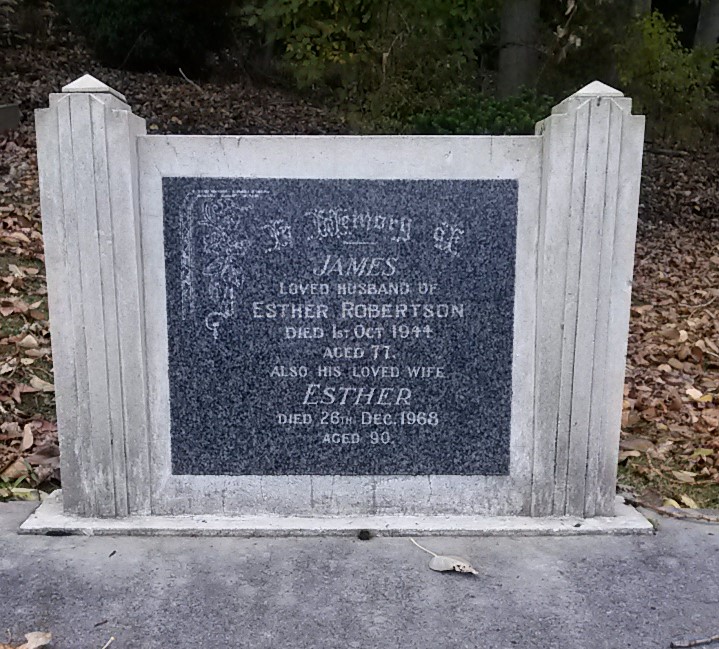 In Memory of
JAMES
LOVED HUSBAND OF
ESTHER ROBERTSON
DIED 1ST OCT 1944
AGED 77.
ALSO HIS LOVED WIFE
ESTHER
DIED 26TH DEC. 1968
AGED 90.